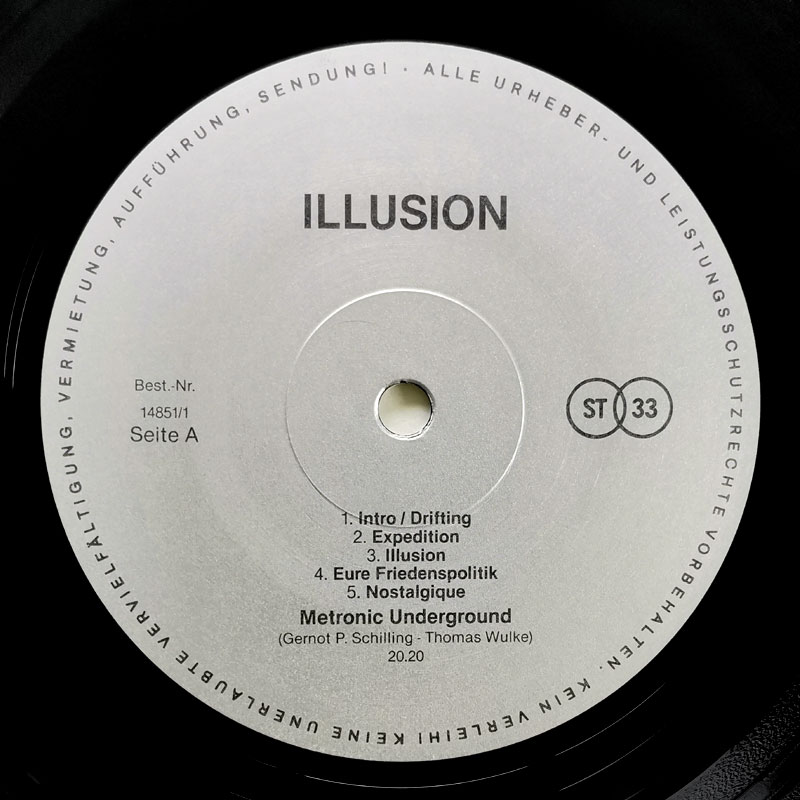 ALLE URHEBER- UND LEISTUNGSSCHUTZRECHTE VORBEHALTEN. KEIN VERLEIH! KEINE UNERLAUBTE VERVIELFÄLTIGUNG, VERMIETUNG, AUFFÜHRUNG, SENDUNG! ·
ILLUSION
Best.-Nr.
14851/1
Seite A
ST 33
1. Intro / Drifting
2. Expedition
3. Illusion
4. Eure Friedenspolitik
5. Nostalgique
Metronic Underground
(Gernot P. Schilling - Thomas Wulke)
20.20